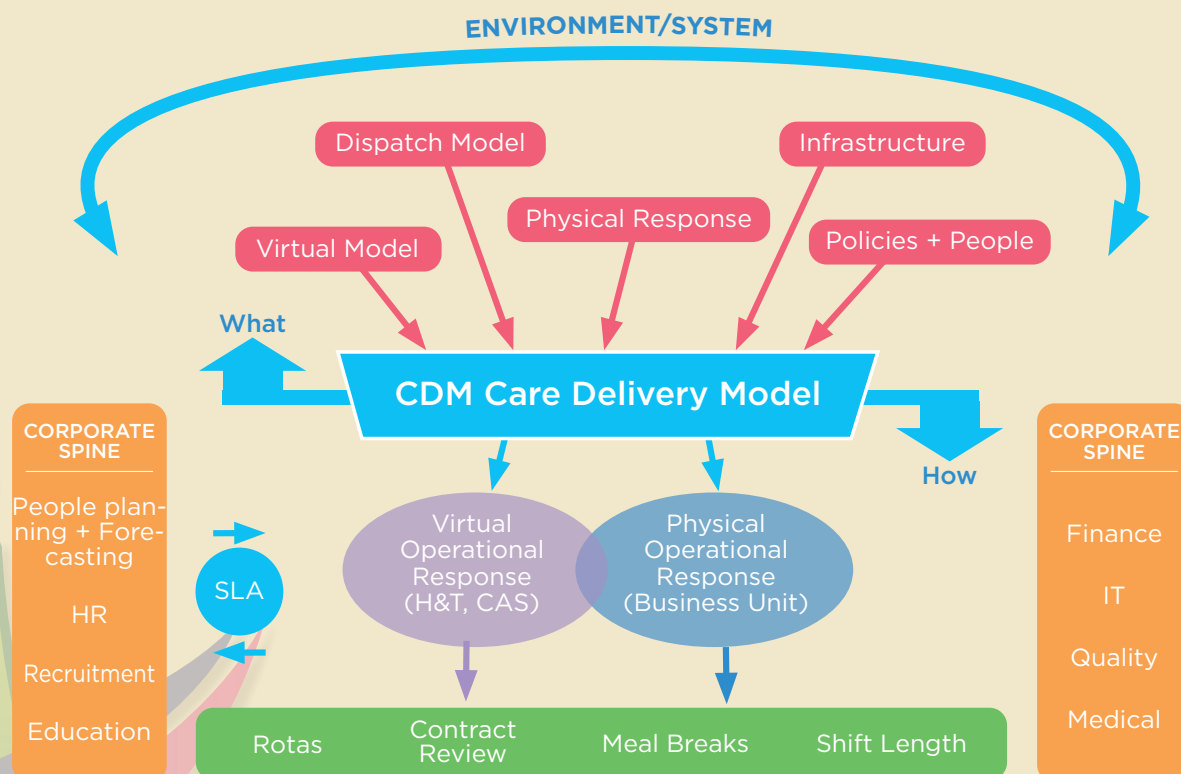 ENVIRONMENT/SYSTEM
Dispatch Model
Infrastructure
Physical Response
Virtual Model
Policies + People
What
CDM Care Delivery Model
How
CORPORATE
SPINE
People plan-
ning + Fore-
casting
HR
Recruitment
Education
SLA
Virtual
Operational
Response
(H&T, CAS)
Physical
Operational
Response
(Business Unit)
CORPORATE
SPINE
Finance
IT
Quality
Medical
Rotas
Contract
Review
Meal Breaks
Shift Length